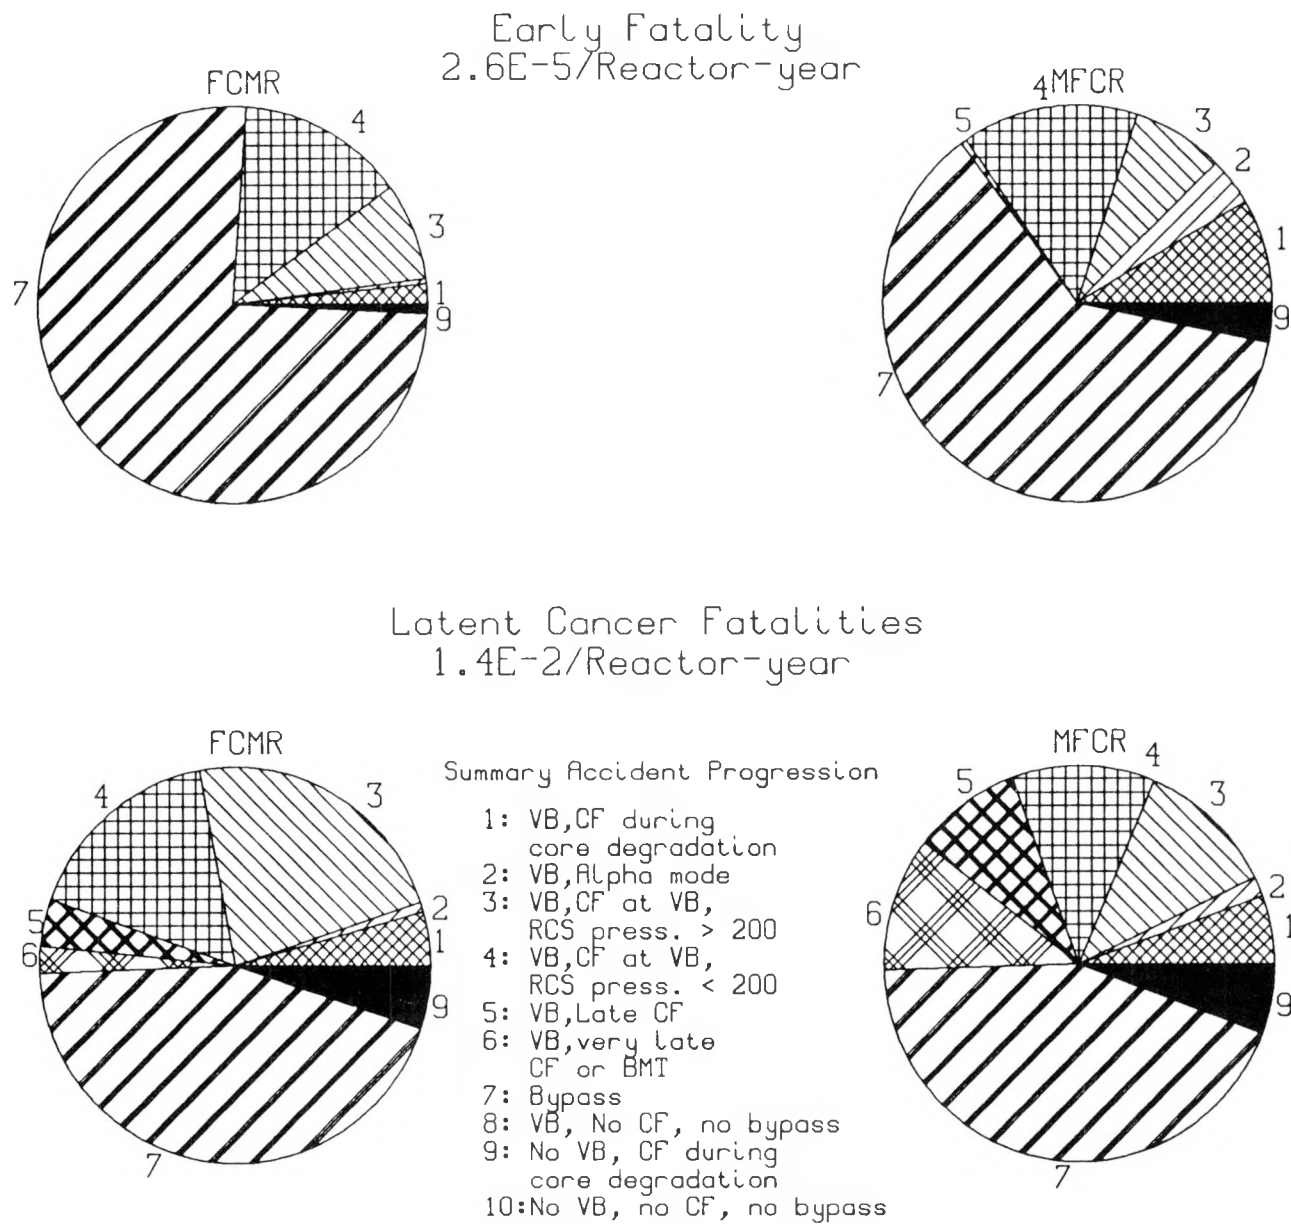 Early Fatality
2.6E-5/Reactor-year
FCMR
4
3
1
9
7
4MFCR
5
3
2
1
9
7
Latent Cancer Fatalities
1.4E-2/Reactor-year
FCMR
4
3
2
1
5
6
9
7
MFCR
4
5
3
2
1
6
9
7
Summary Accident Progression
1: VB,CF during
core degradation
2: VB,Alpha mode
3: VB,CF at VB,
RCS press. > 200
4: VB,CF at VB,
RCS press. < 200
5: VB,Late CF
6: VB,very late
CF or BMT
7: Bypass
8: VB, No CF, no bypass
9: No VB, CF during
core degradation
10:No VB, no CF, no bypass